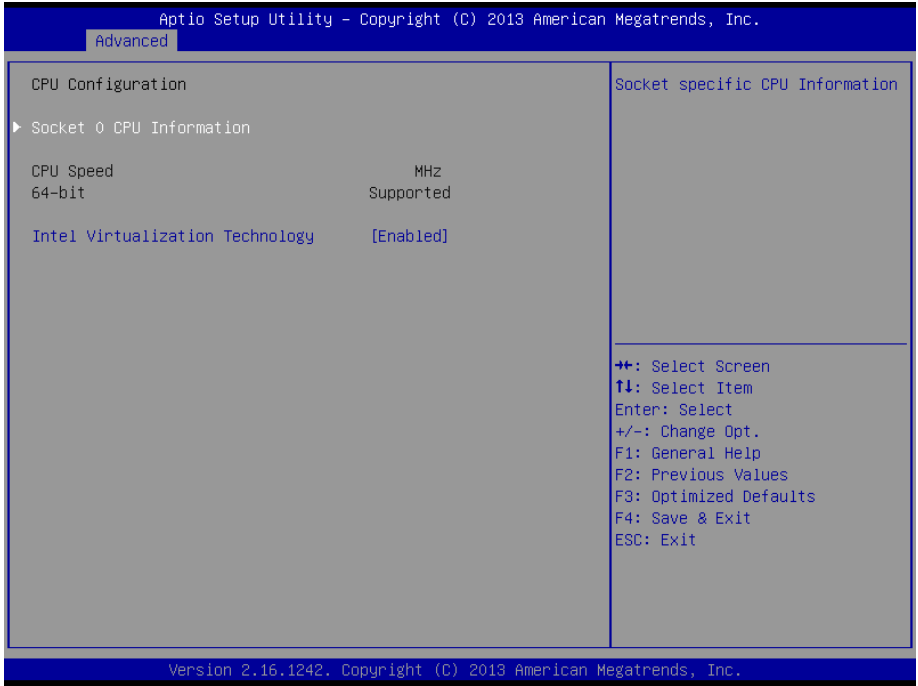 Aptio Setup Utility – Copyright (C) 2013 American Megatrends, Inc.
Advanced
CPU Configuration
Socket 0 CPU Information
CPU Speed MHz
64-bit Supported
Intel Virtualization Technology [Enabled]
Socket specific CPU Information
→←: Select Screen
↑↓: Select Item
Enter: Select
+/-: Change Opt.
F1: General Help
F2: Previous Values
F3: Optimized Defaults
F4: Save & Exit
ESC: Exit
Version 2.16.1242. Copyright (C) 2013 American Megatrends, Inc.